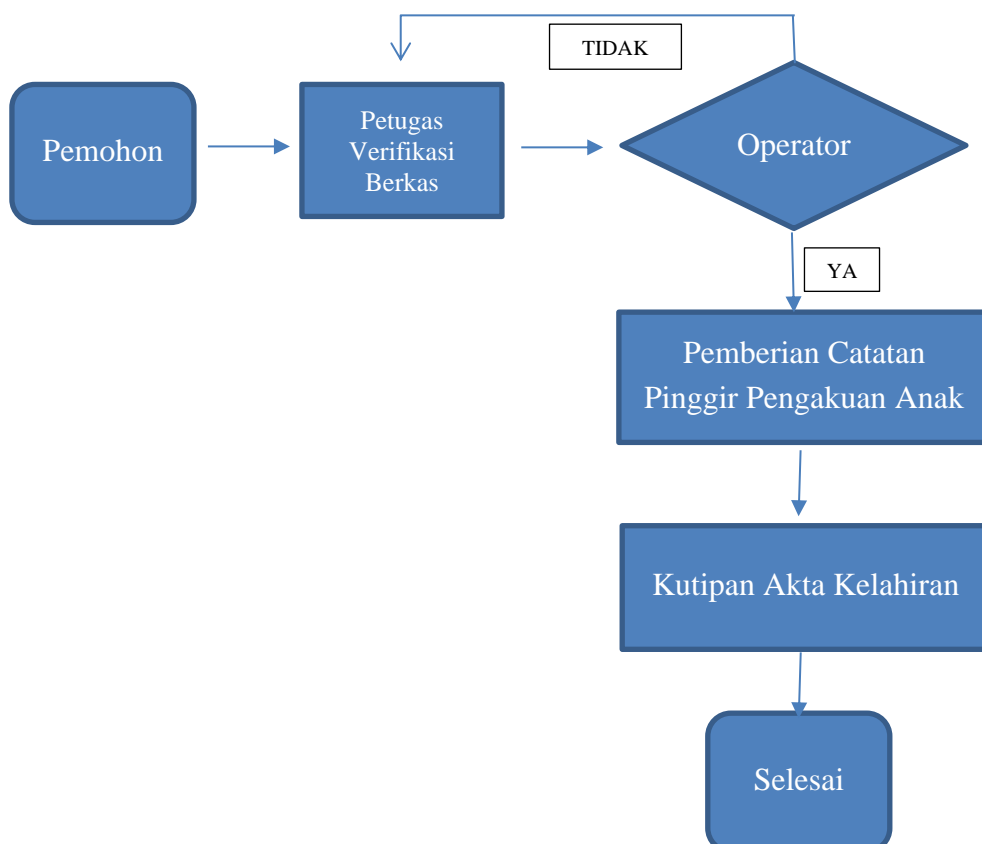 TIDAK
Pemohon
Petugas
Verifikasi
Berkas
Operator
YA
Pemberian Catatan
Pinggir Pengakuan Anak
Kutipan Akta Kelahiran
Selesai